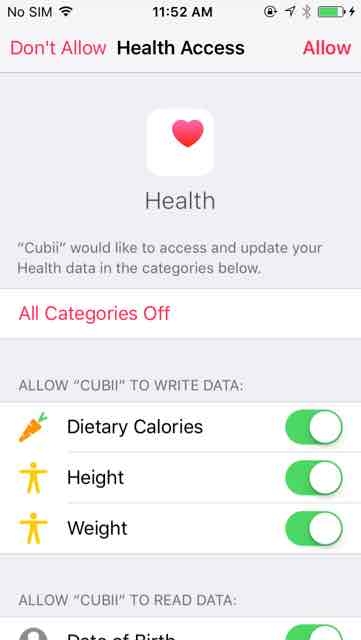 No SIM 11:52 AM
Don't Allow Health Access Allow
Health
“Cubii” would like to access and update your
Health data in the categories below.
All Categories Off
ALLOW “CUBII” TO WRITE DATA:
Dietary Calories
Height
Weight
ALLOW “CUBII” TO READ DATA:
Date of Birth